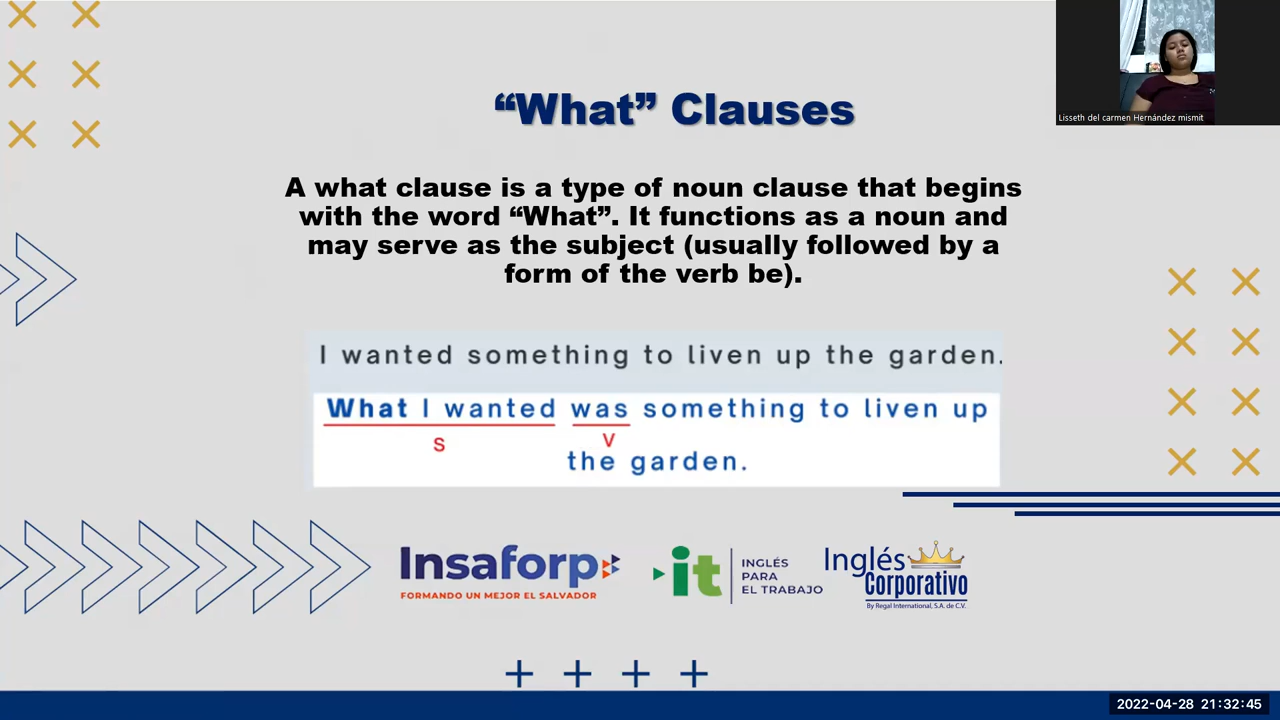 Lisseth del carmen Hernández mismit
“What” Clauses
A what clause is a type of noun clause that begins
with the word “What”. It functions as a noun and
may serve as the subject (usually followed by a
form of the verb be).
I wanted something to liven up the garden.
What I wanted was something to liven up
S
V
the garden.
Insaforp
FORMANDO UN MEJOR EL SALVADOR
it
INGLÉS
PARA
EL TRABAJO
Inglés
Corporativo
By Regal International, S.A. de C.V.
2022-04-28 21:32:45